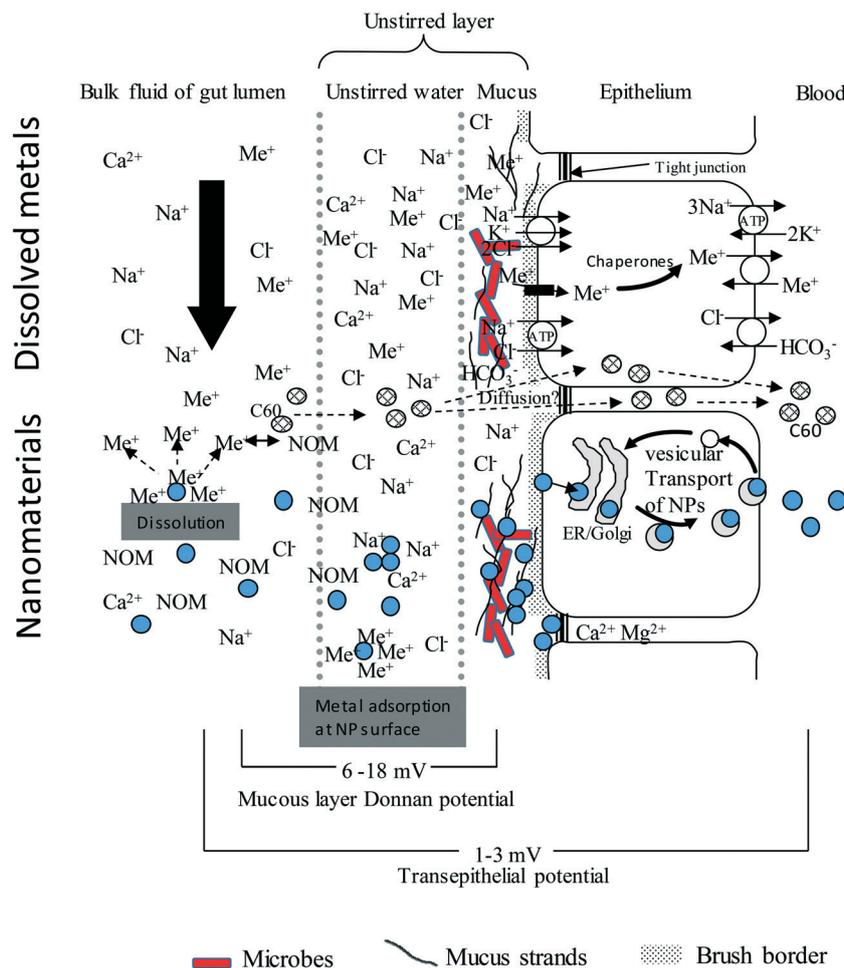 Unstirred layer
Bulk fluid of gut lumen Unstirred water Mucus Epithelium Blood
Dissolved metals
Nanomaterials
Cl-
Ca2+ Me+ Cl- Na+ Me+
Tight junction
Na+ Ca2+ Na+ Me+ Me+ Cl- Na+ K+ 2Cl-
3Na+ ATP 2K+
Cl- Me+ Cl- Na+
Chaperones Me+
Na+ Me+ Na+ Cl- Me+ Me+ Me+ Me+
Ca2+ Na+ ATP Cl- Cl-
Cl- Na+ Me+ HCO3-
Me+ Cl- Na+ HCO3-
Me+ C60 Diffusion?
C60
Me+ Me+ Me+ NOM Ca2+ Na+
Me+ Me+ Me+ Cl- Na+ Cl-
vesicular
Transport
of NPs
ER/Golgi
Dissolution
NOM
NOM Cl- Na+ Na+
NOM NOM Ca2+
Ca2+ NOM
Na+ Me+ Me+ Me+ Me+ Cl-
Ca2+ Mg2+
Metal adsorption
at NP surface
6 -18 mV
Mucous layer Donnan potential
1-3 mV
Transepithelial potential
Microbes Mucus strands Brush border